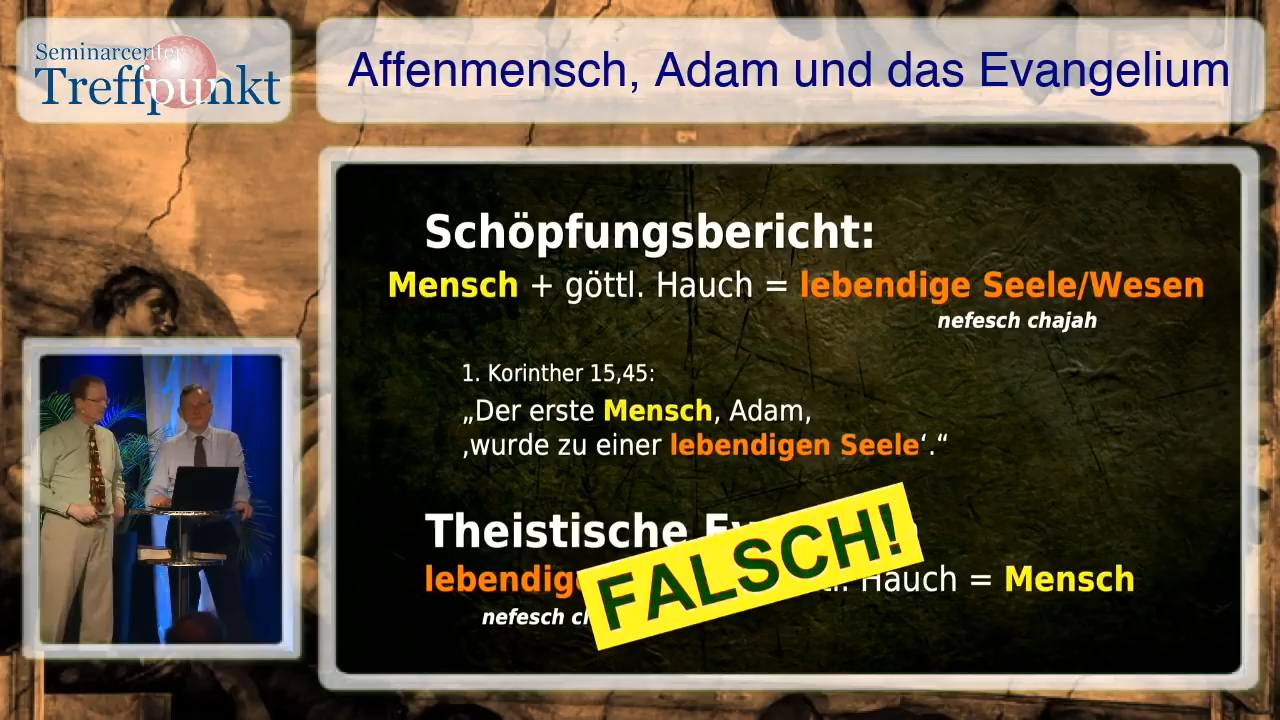 Seminarcenter
Treffpunkt
Affenmensch, Adam und das Evangelium
Schöpfungsbericht:
Mensch + göttl. Hauch = lebendige Seele/Wesen
nefesch chajah
1. Korinther 15,45:
„Der erste Mensch, Adam,
‚wurde zu einer lebendigen Seele‘.“
Theistische
FALSCH!
Hauch = Mensch
nefesch